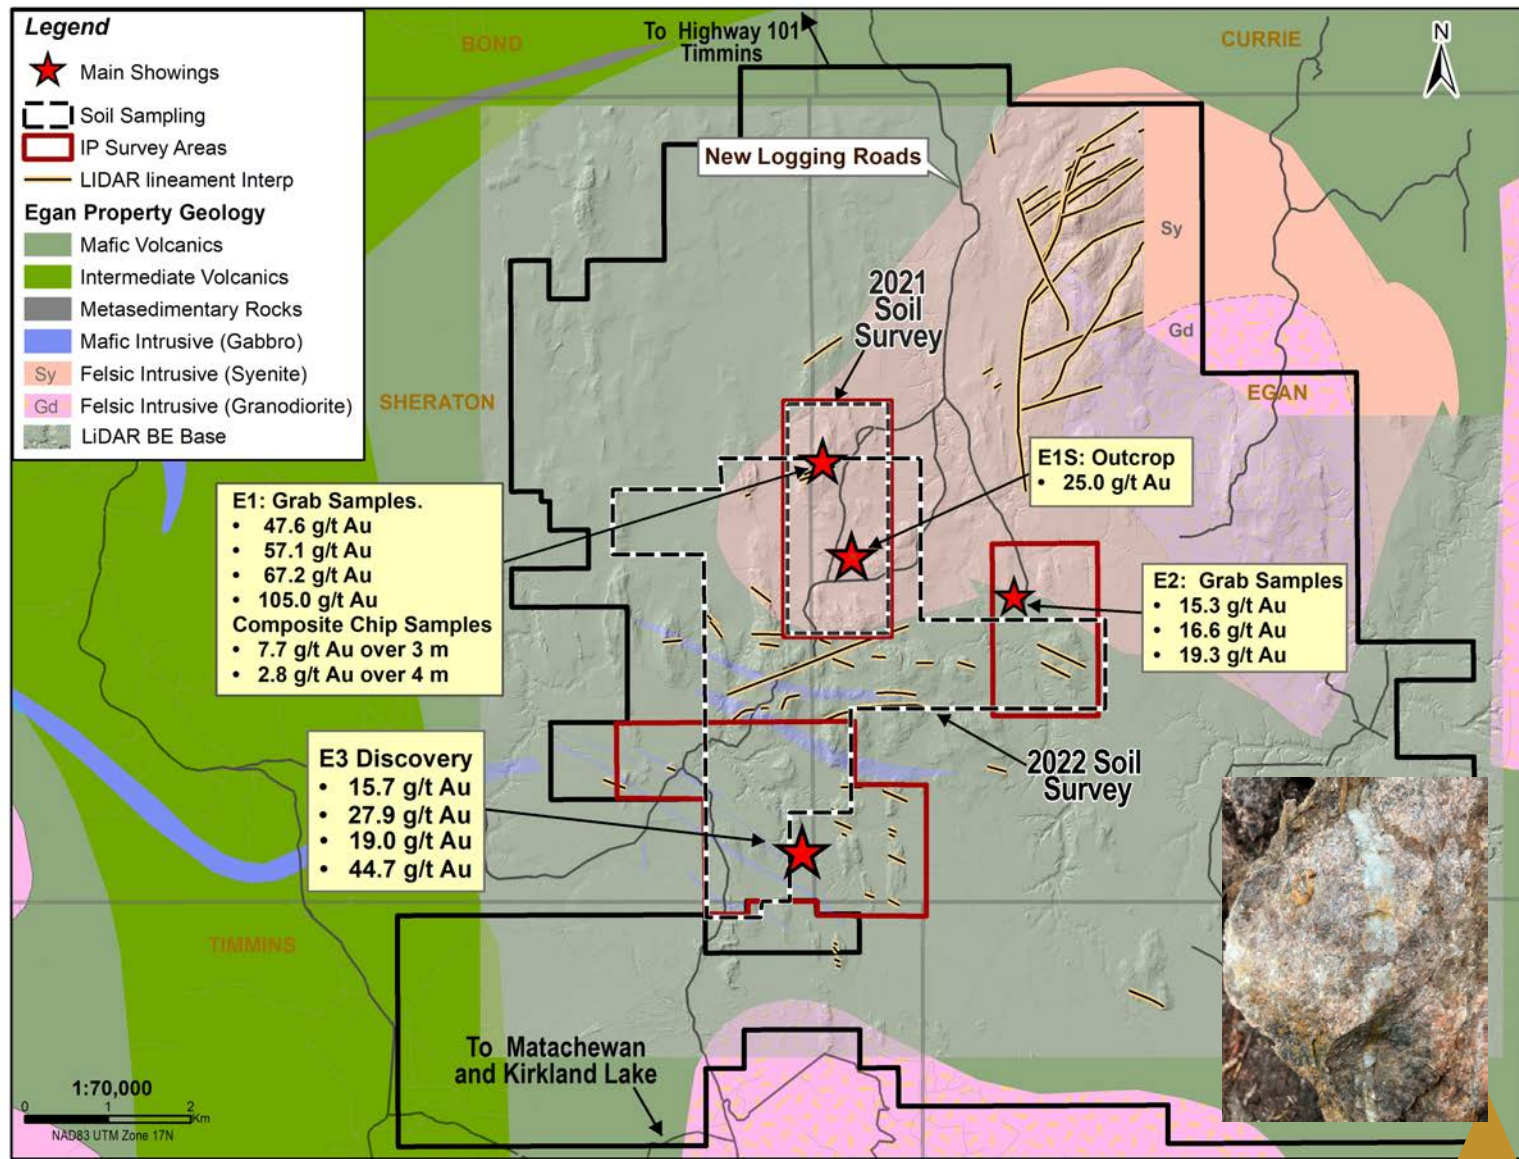 Legend
Main Showings
Soil Sampling
IP Survey Areas
LIDAR lineament Interp
Egan Property Geology
Mafic Volcanics
Intermediate Volcanics
Metasedimentary Rocks
Mafic Intrusive (Gabbro)
Sy Felsic Intrusive (Syenite)
Gd Felsic Intrusive (Granodiorite)
LiDAR BE Base
BOND
To Highway 101
Timmins
CURRIE
N
New Logging Roads
Sy
2021
Soil
Survey
Gd
SHERATON
EGAN
E1S: Outcrop
• 25.0 g/t Au
E1: Grab Samples.
• 47.6 g/t Au
• 57.1 g/t Au
• 67.2 g/t Au
• 105.0 g/t Au
Composite Chip Samples
• 7.7 g/t Au over 3 m
• 2.8 g/t Au over 4 m
E2: Grab Samples
• 15.3 g/t Au
• 16.6 g/t Au
• 19.3 g/t Au
E3 Discovery
• 15.7 g/t Au
• 27.9 g/t Au
• 19.0 g/t Au
• 44.7 g/t Au
2022 Soil
Survey
TIMMINS
To Matachewan
and Kirkland Lake
1:70,000
0 1 2
Km
NAD83 UTM Zone 17N